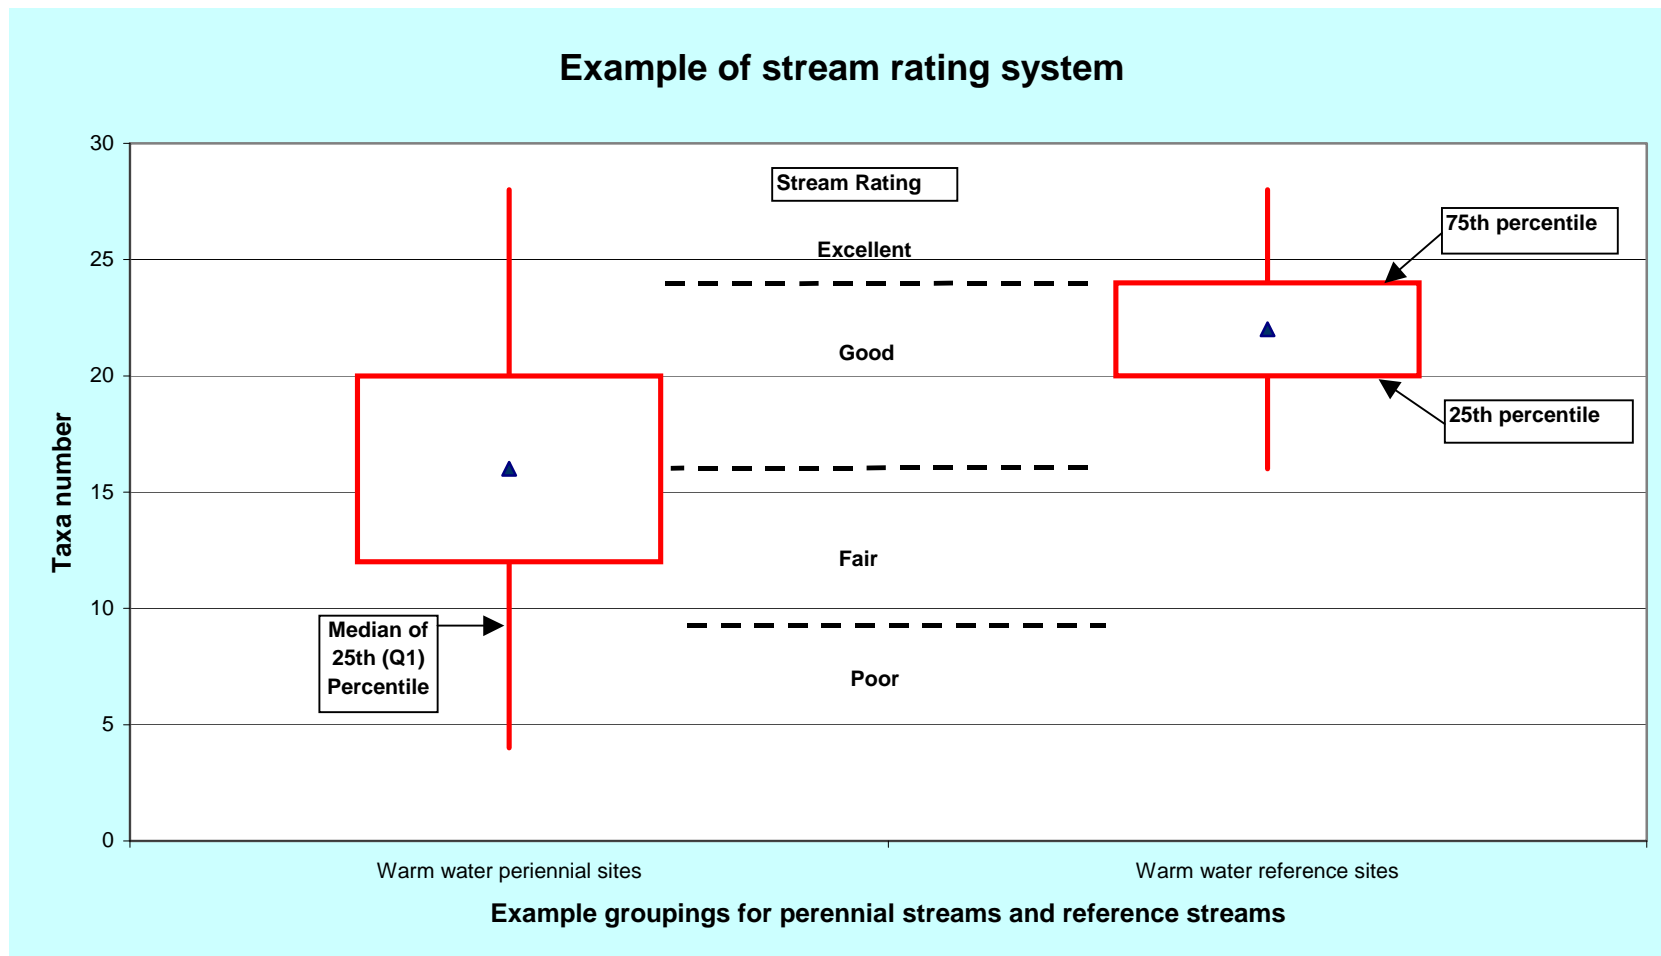 Example of stream rating system
30
25
20
15
10
5
0
Taxa number
Stream Rating
Excellent
Good
Fair
Poor
75th percentile
25th percentile
Median of
25th (Q1)
Percentile
Warm water periennial sites
Warm water reference sites
Example groupings for perennial streams and reference streams